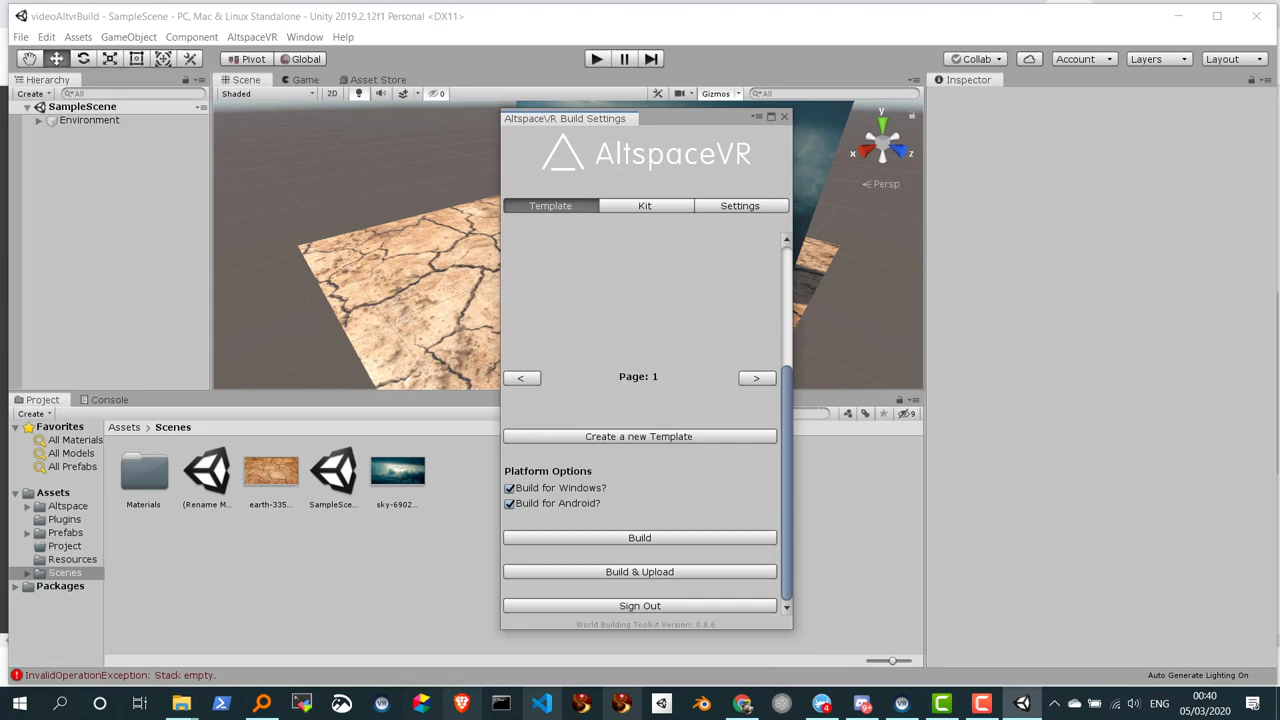 videoAltvrBuild - SampleScene - PC, Mac & Linux Standalone - Unity 2019.2.12f1 Personal <DX11>
File Edit Assets GameObject Component AltspaceVR Window Help
Pivot Global Collab Account Layers Layout
Hierarchy
Create All
SampleScene
Environment
Scene Game Asset Store
Shaded 2D 0 Gizmos All
y
x z
Persp
Inspector
AltspaceVR Build Settings
AltspaceVR
Template Kit Settings
< Page: 1 >
Create a new Template
Platform Options
Build for Windows?
Build for Android?
Build
Build & Upload
Sign Out
World Building Toolkit Version: 0.8.6
Project Console
Create 9
Favorites
All Materials
All Models
All Prefabs
Assets
Altspace
Plugins
Prefabs
Project
Resources
Scenes
Packages
Assets > Scenes
Materials (Rename M... earth-335... SampleSce... sky-6902...
InvalidOperationException: Stack empty.
Auto Generate Lighting On
ENG
00:40
05/03/2020